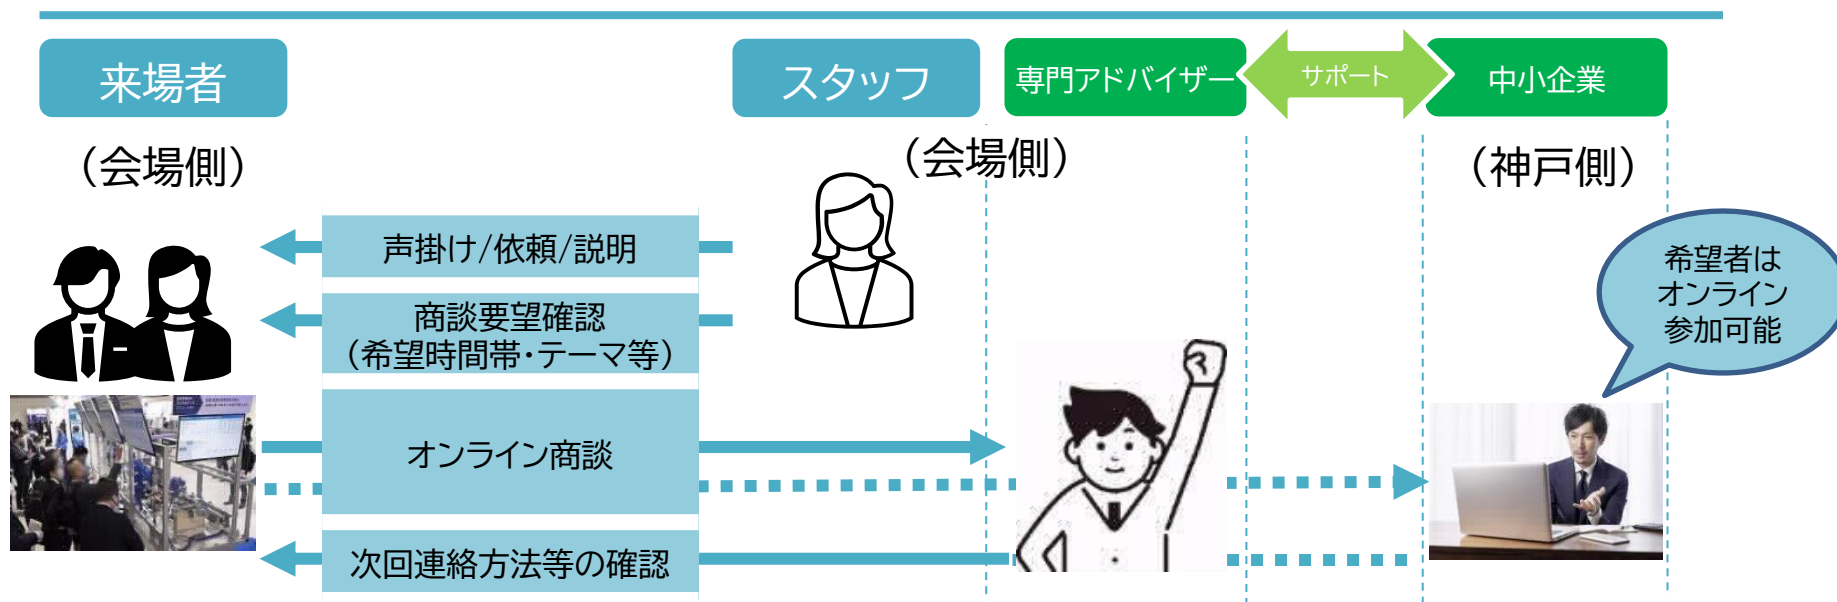 来場者
スタッフ
専門アドバイザー
サポート
中小企業
（会場側）
（会場側）
（神戸側）
声掛け/依頼/説明
商談要望確認
（希望時間帯・テーマ等）
オンライン商談
次回連絡方法等の確認
希望者は
オンライン
参加可能